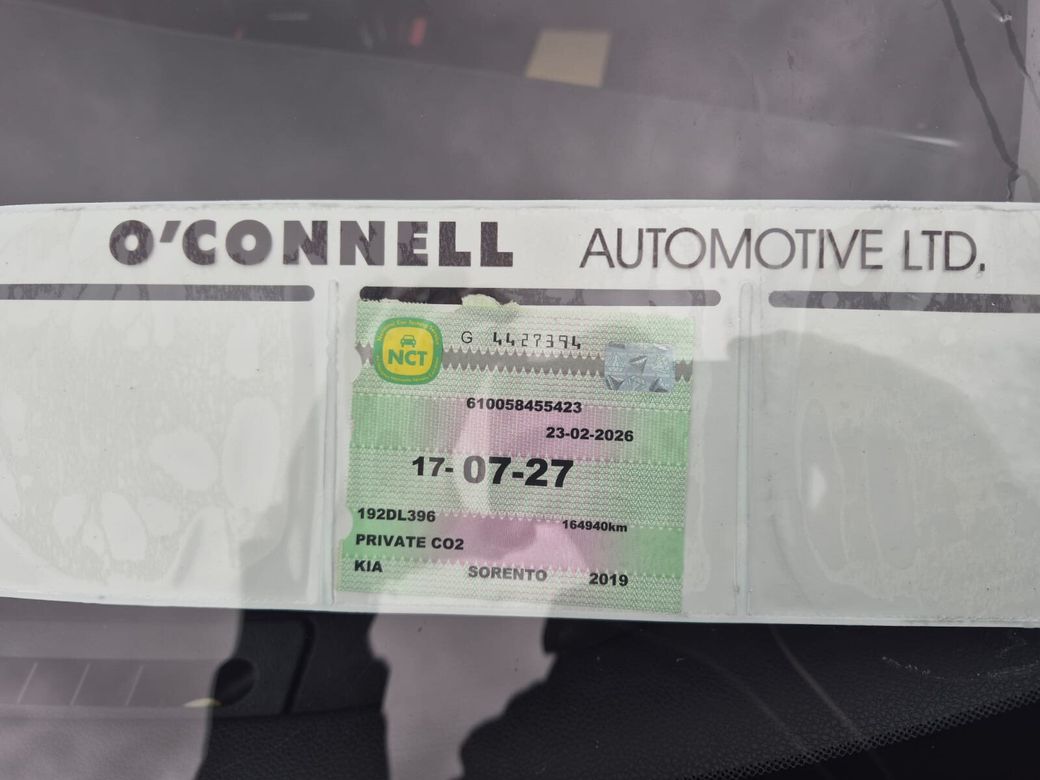 O'CONNELL AUTOMOTIVE LTD.
NCT
G 4427394
610058455423
23-02-2026
17-07-27
192DL396 164940km
PRIVATE CO2
KIA SORENTO 2019